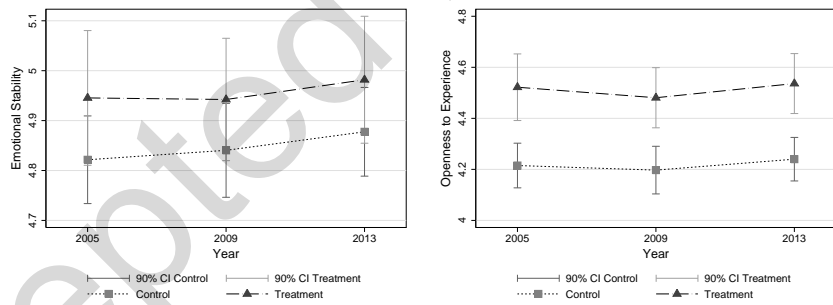 5.1
5
4.9
4.8
4.7
Emotional Stability
2005 2009 2013
Year
90% CI Control 90% CI Treatment
Control Treatment
4.8
4.6
4.4
4.2
4
Openness to Experience
2005 2009 2013
Year
90% CI Control 90% CI Treatment
Control Treatment
epted